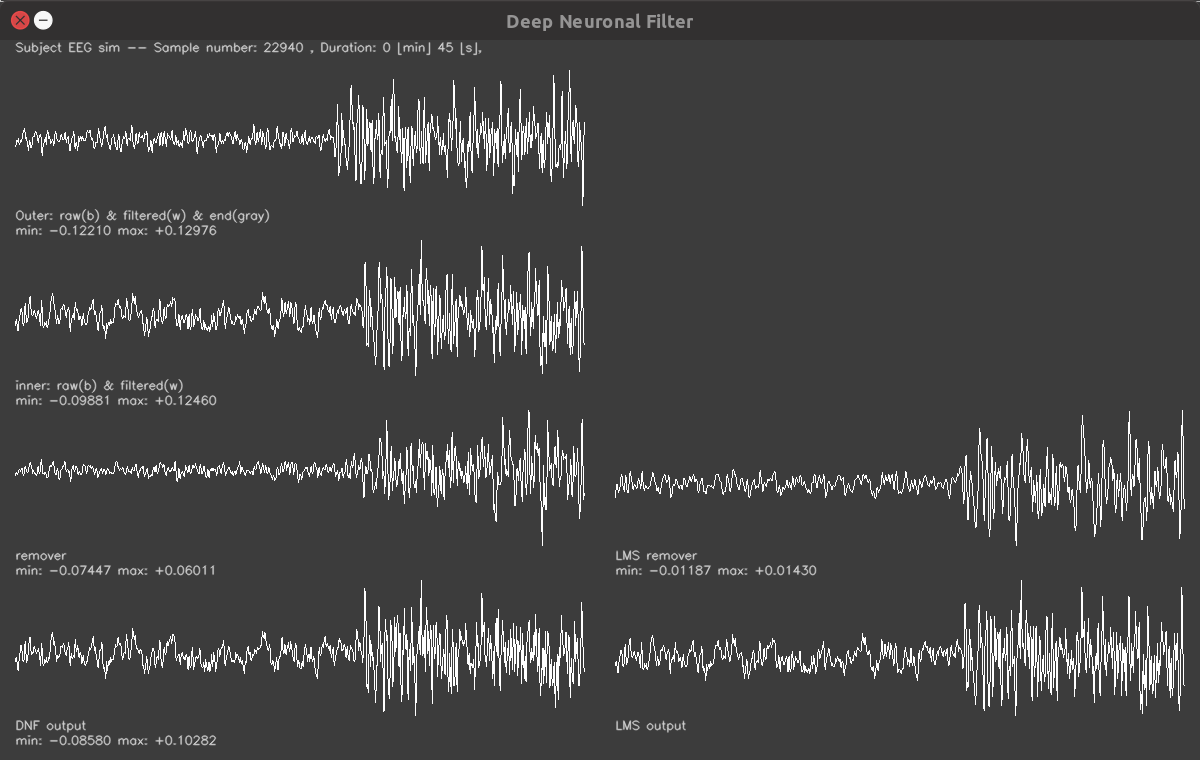 Deep Neuronal Filter
Subject EEG sim -- Sample number: 22940 , Duration: 0 [min] 45 [s],
Outer: raw(b) & filtered(w) & end(gray)
min: -0.12210 max: +0.12976
inner: raw(b) & filtered(w)
min: -0.09881 max: +0.12460
remover
min: -0.07447 max: +0.06011
LMS remover
min: -0.01187 max: +0.01430
DNF output
min: -0.08580 max: +0.10282
LMS output